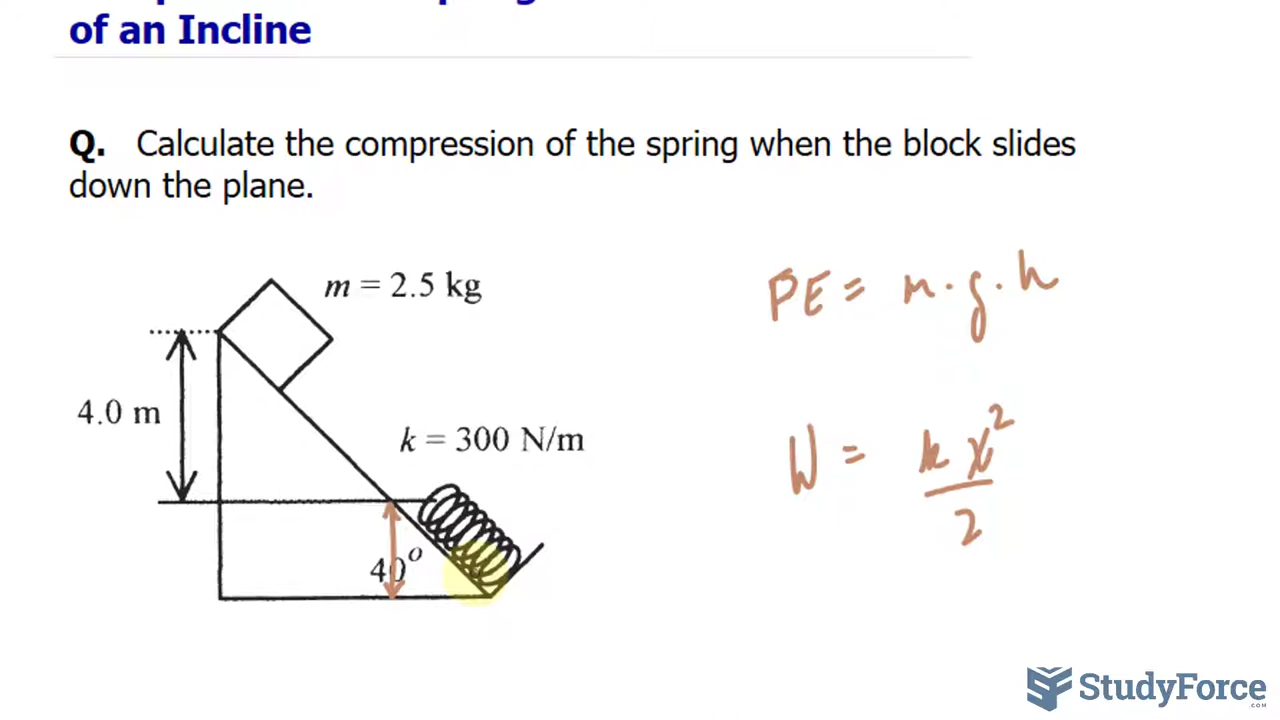 of an Incline
Q. Calculate the compression of the spring when the block slides
down the plane.
m = 2.5 kg
PE = m·g·h
4.0 m
k = 300 N/m
W = kx²
2
40°
StudyForce
.COM